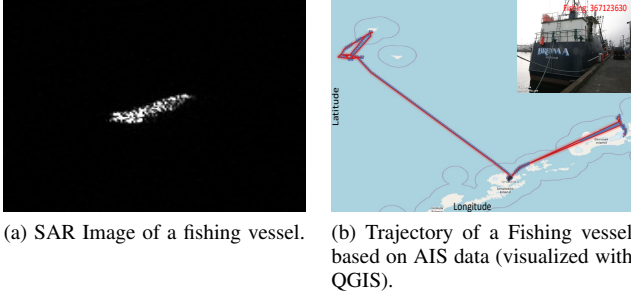 Fishing: 367123630
BRENNA A
Latitude
Longitude
(a) SAR Image of a fishing vessel.
(b) Trajectory of a Fishing vessel
based on AIS data (visualized with
QGIS).